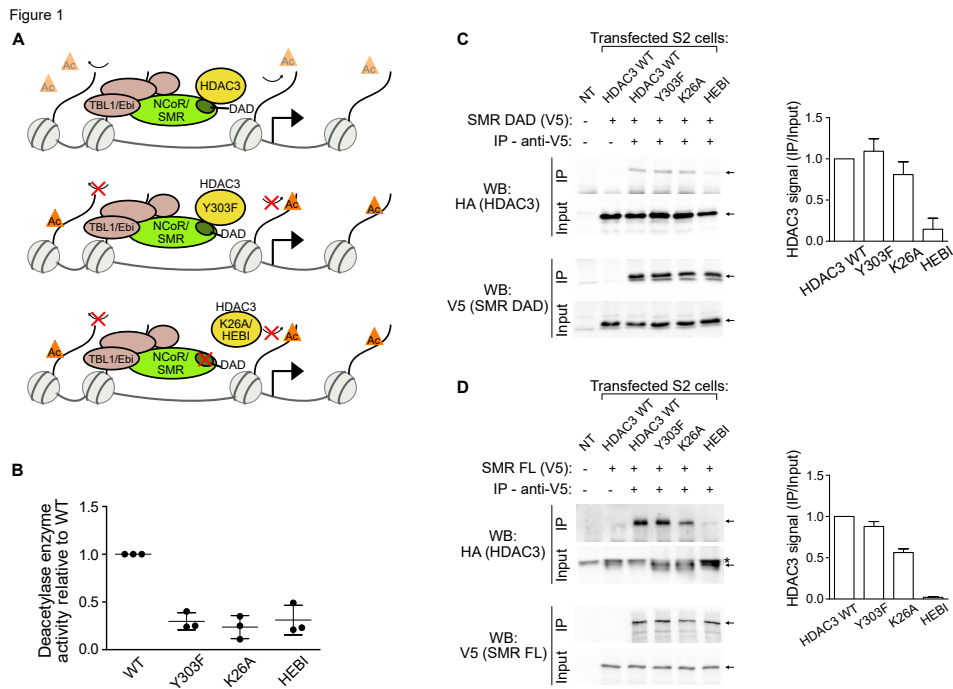 Figure 1
A
Ac
Ac
Ac
HDAC3
TBL1/Ebi
NCoR/
SMR
DAD
HDAC3
Y303F
Ac
Ac
Ac
TBL1/Ebi
NCoR/
SMR
DAD
HDAC3
K26A/
HEBI
Ac
Ac
Ac
TBL1/Ebi
NCoR/
SMR
DAD
B
Deacetylase enzyme
activity relative to WT
1.5
1.0
0.5
0
WT
Y303F
K26A
HEBI
C
Transfected S2 cells:
NT
HDAC3 WT
HDAC3 WT
Y303F
K26A
HEBI
SMR DAD (V5): - + + + + +
IP - anti-V5: - - + + + +
WB:
HA (HDAC3)
IP
Input
WB:
V5 (SMR DAD)
IP
Input
HDAC3 signal (IP/Input)
1.5
1.0
0.5
0.0
HDAC3 WT
Y303F
K26A
HEBI
D
Transfected S2 cells:
NT
HDAC3 WT
HDAC3 WT
Y303F
K26A
HEBI
SMR FL (V5): - + + + + +
IP - anti-V5: - - + + + +
WB:
HA (HDAC3)
IP
Input
*
WB:
V5 (SMR FL)
IP
Input
HDAC3 signal (IP/Input)
1.5
1.0
0.5
0.0
HDAC3 WT
Y303F
K26A
HEBI